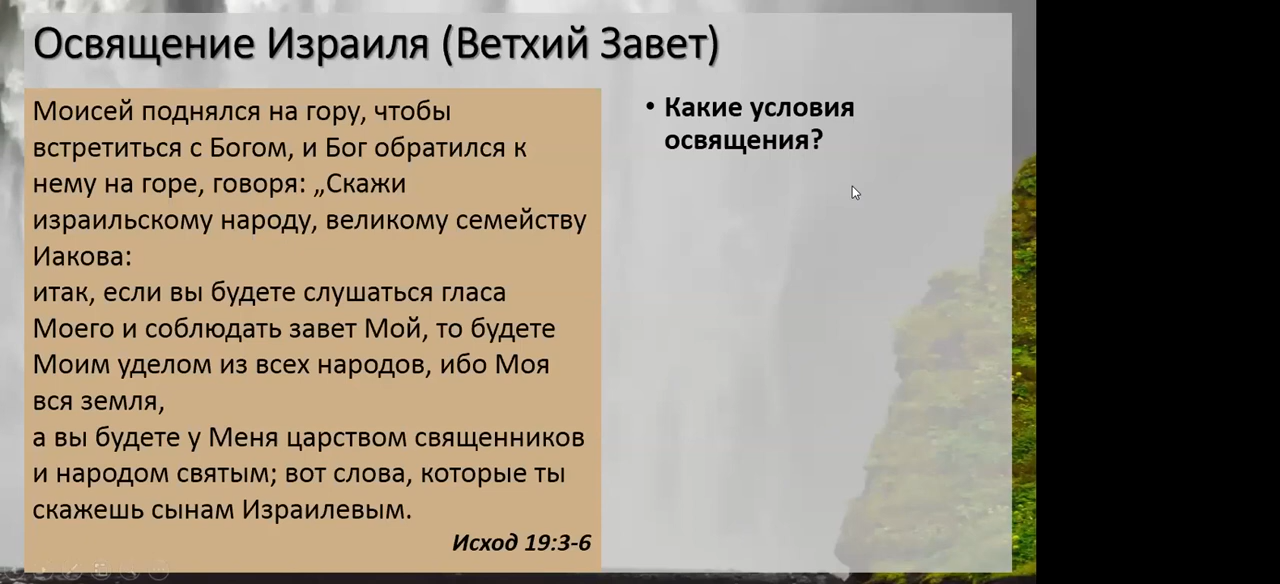 Освящение Израиля (Ветхий Завет)
Моисей поднялся на гору, чтобы
встретиться с Богом, и Бог обратился к
нему на горе, говоря: „Скажи
израильскому народу, великому семейству
Иакова:
итак, если вы будете слушаться гласа
Моего и соблюдать завет Мой, то будете
Моим уделом из всех народов, ибо Моя
вся земля,
а вы будете у Меня царством священников
и народом святым; вот слова, которые ты
скажешь сынам Израилевым.
Исход 19:3-6
• Какие условия
освящения?